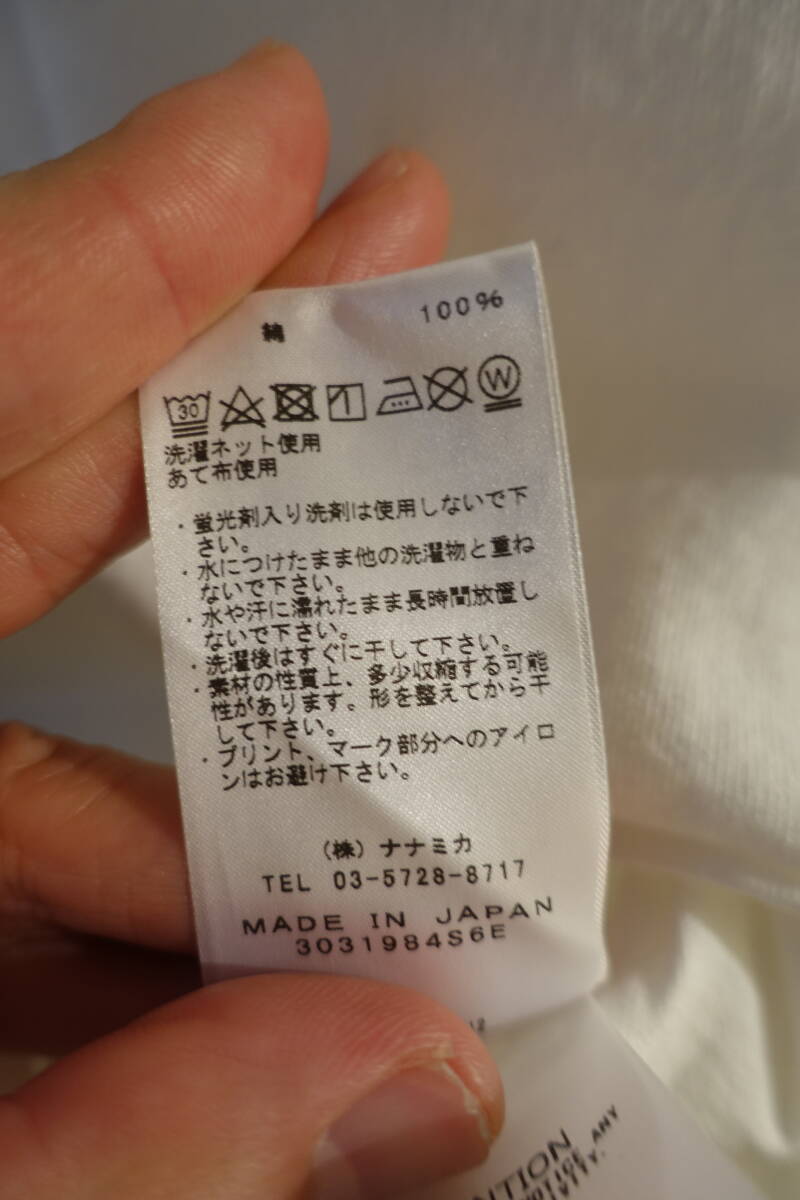 綿 100%
30 W
洗濯ネット使用
あて布使用
・蛍光剤入り洗剤は使用しないで下
さい。
・水につけたまま他の洗濯物と重ね
ないで下さい。
・水や汗に濡れたまま長時間放置し
ないで下さい。
・洗濯後はすぐに干して下さい。
・素材の性質上、多少収縮する可能
性があります。形を整えてから干
して下さい。
・プリント、マーク部分へのアイロ
ンはお避け下さい。
(株)ナナミカ
TEL 03-5728-8717
MADE IN JAPAN
3031984S6E
12
NTION
ANY